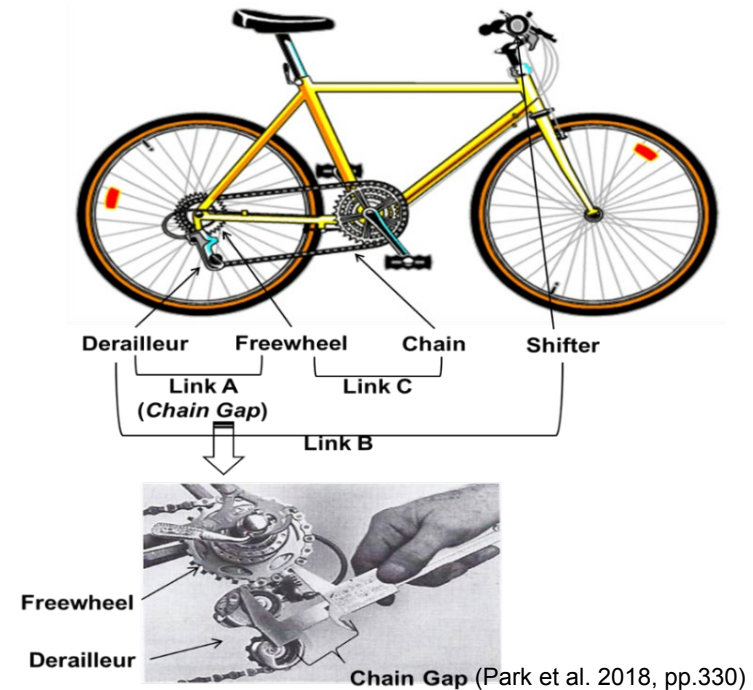 Derailleur Freewheel Chain Shifter
Link A Link C
(Chain Gap)
Link B
Freewheel
Derailleur
Chain Gap (Park et al. 2018, pp.330)